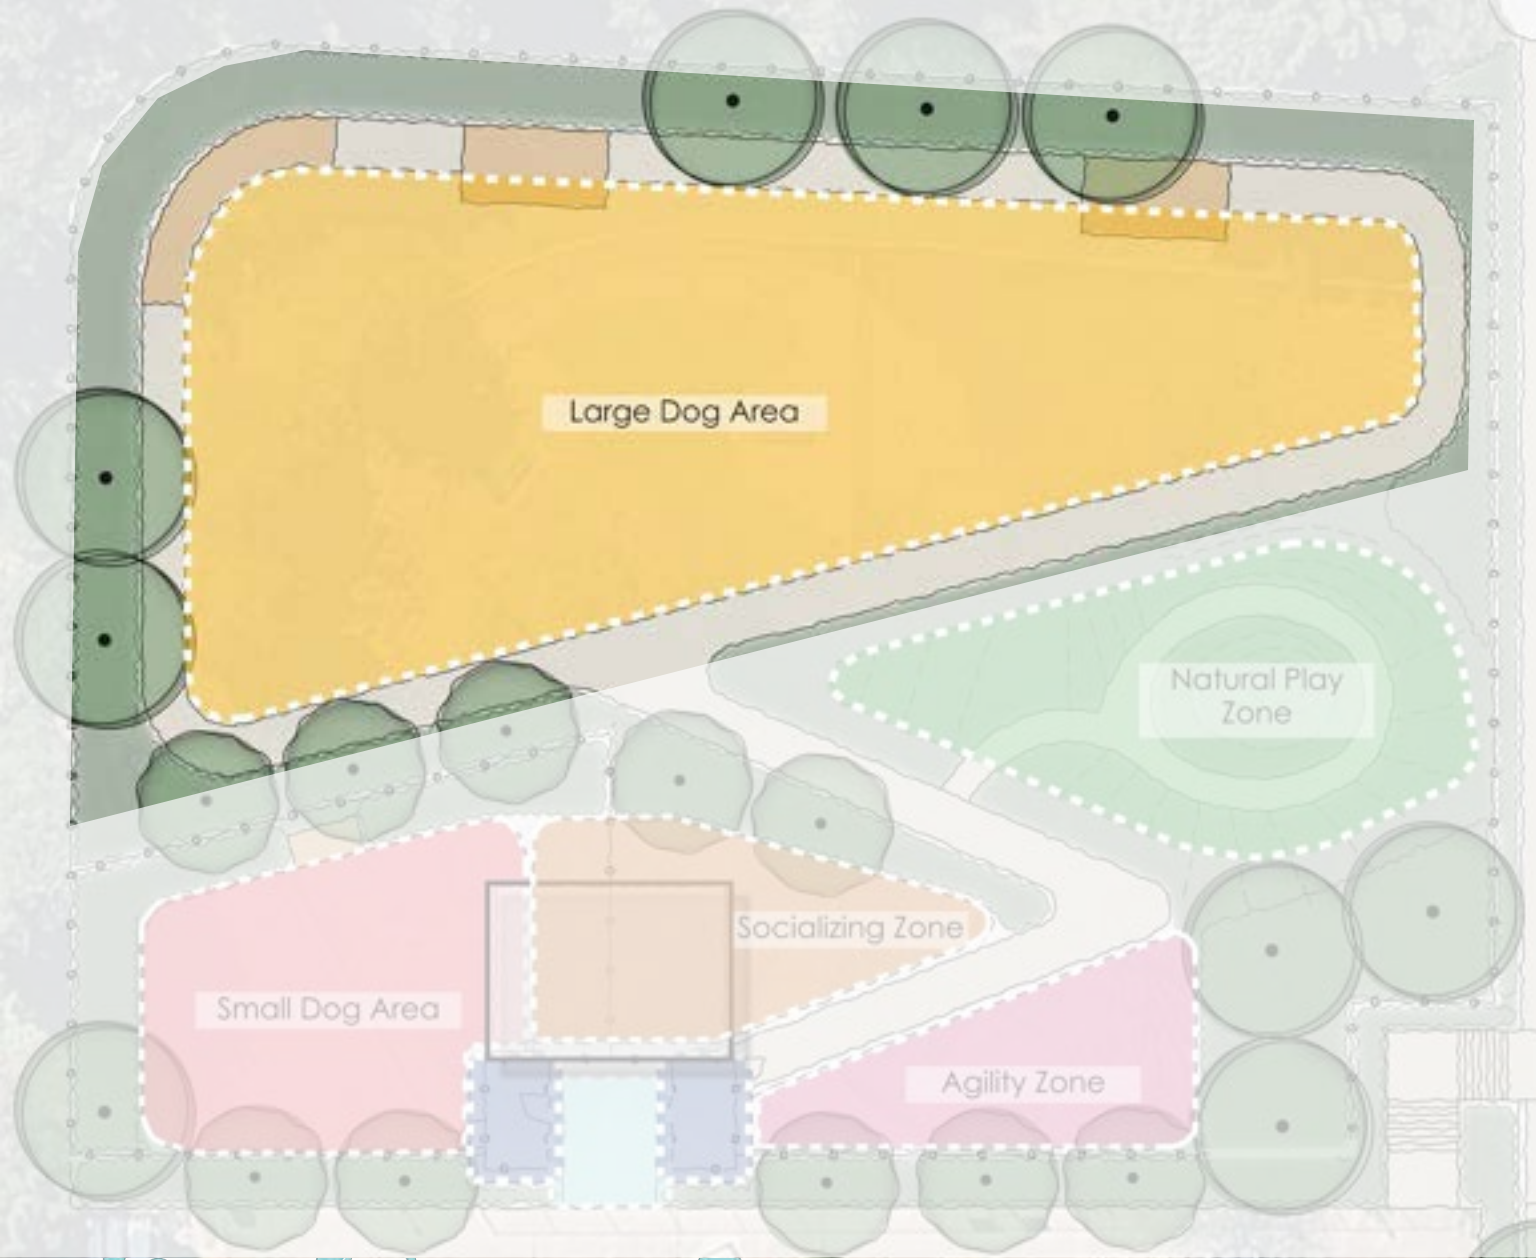 Large Dog Area
Natural Play
Zone
Socializing Zone
Small Dog Area
Agility Zone